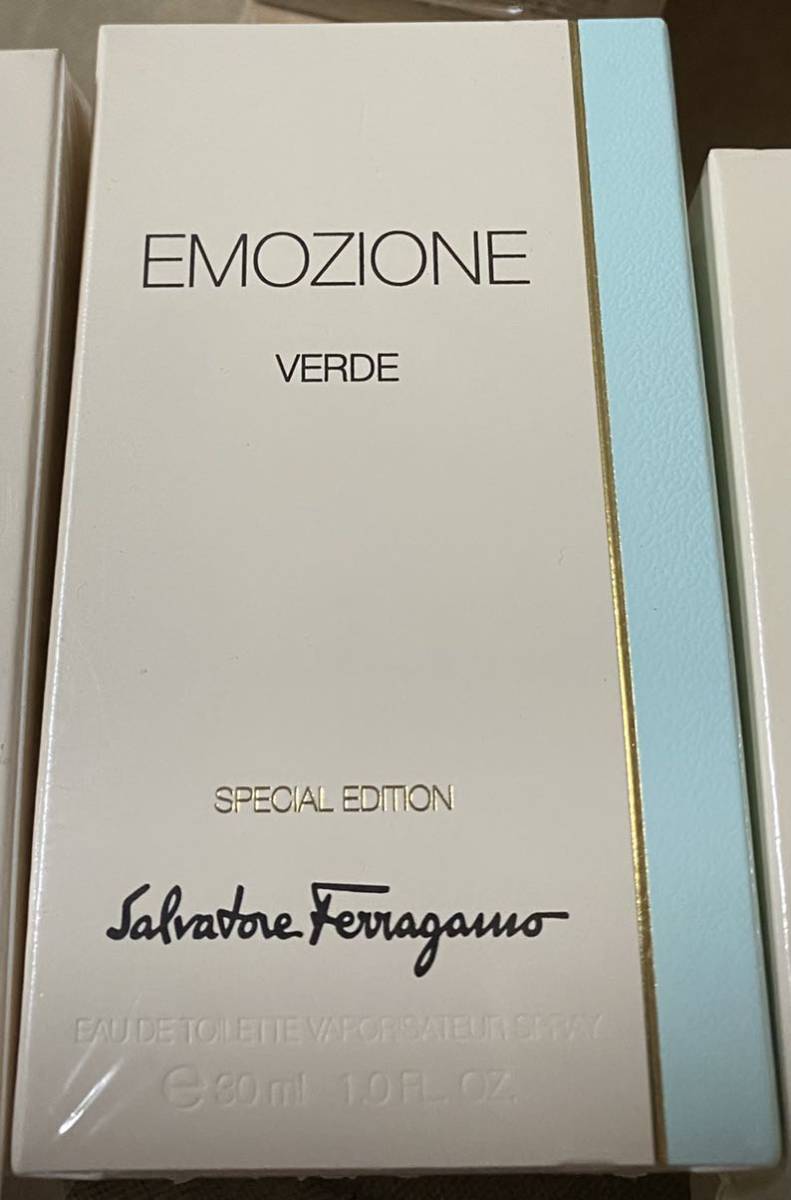 EMOZIONE
VERDE
SPECIAL EDITION
Salvatore Ferragamo
EAU DE TOILETTE VAPORISATEUR SPRAY
℮ 30 ml 1.0 FL. OZ.